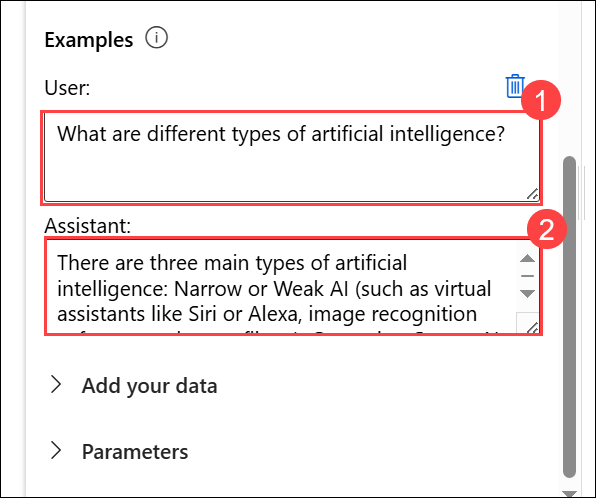 Examples
User:
1
What are different types of artificial intelligence?
Assistant:
2
There are three main types of artificial
intelligence: Narrow or Weak AI (such as virtual
assistants like Siri or Alexa, image recognition
Add your data
Parameters